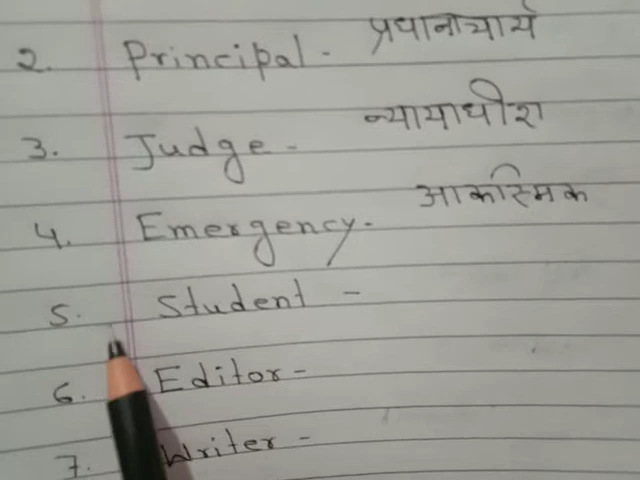 2. Principal - प्रधानाचार्य
3. Judge - न्यायाधीश
4. Emergency. आकस्मिक
5. Student -
6. Editor -
7. Writer -